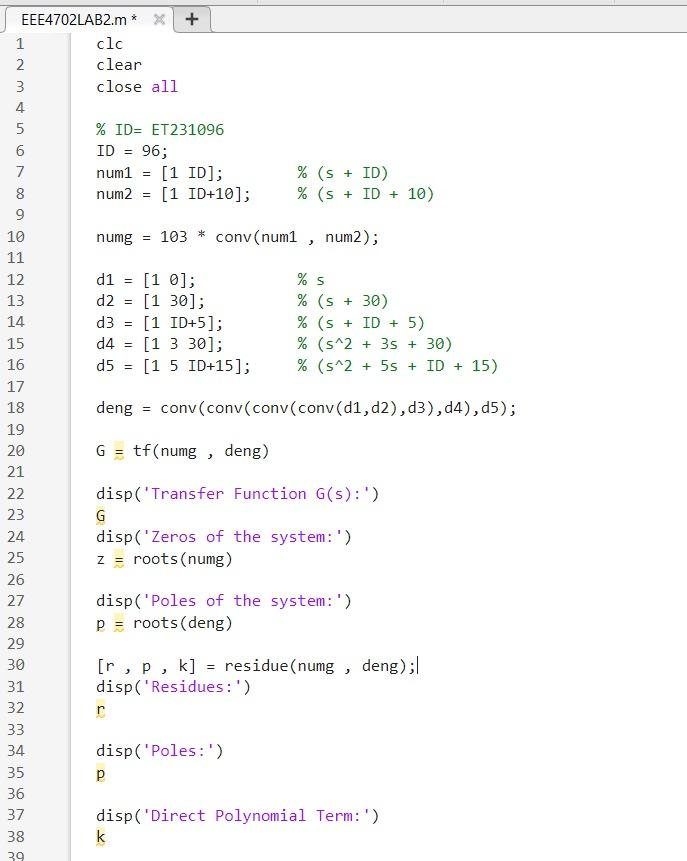 EEE4702LAB2.m * × +
1 clc
2 clear
3 close all
4
5 % ID= ET231096
6 ID = 96;
7 num1 = [1 ID]; % (s + ID)
8 num2 = [1 ID+10]; % (s + ID + 10)
9
10 numg = 103 * conv(num1 , num2);
11
12 d1 = [1 0]; % s
13 d2 = [1 30]; % (s + 30)
14 d3 = [1 ID+5]; % (s + ID + 5)
15 d4 = [1 3 30]; % (s^2 + 3s + 30)
16 d5 = [1 5 ID+15]; % (s^2 + 5s + ID + 15)
17
18 deng = conv(conv(conv(conv(d1,d2),d3),d4),d5);
19
20 G = tf(numg , deng)
21
22 disp('Transfer Function G(s):')
23 G
24 disp('Zeros of the system:')
25 z = roots(numg)
26
27 disp('Poles of the system:')
28 p = roots(deng)
29
30 [r , p , k] = residue(numg , deng);
31 disp('Residues:')
32 r
33
34 disp('Poles:')
35 p
36
37 disp('Direct Polynomial Term:')
38 k
39